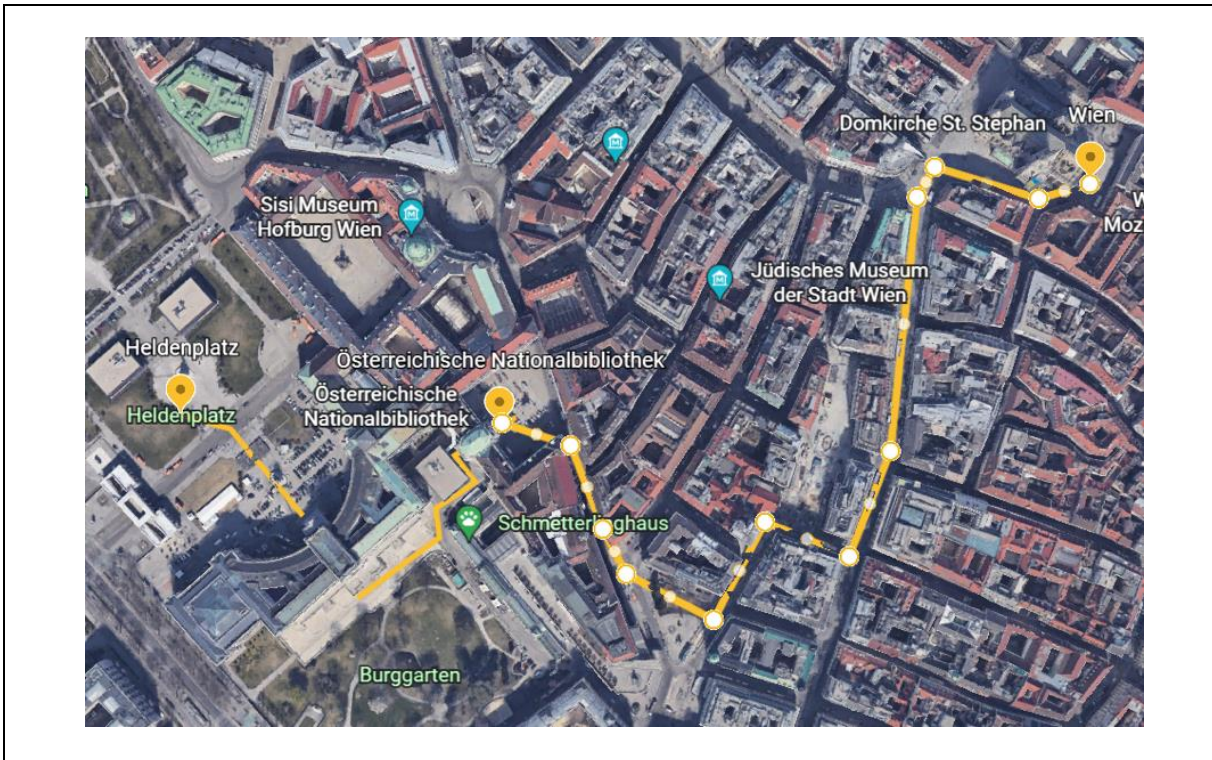 Domkirche St. Stephan
Wien
W
Moz
Sisi Museum
Hofburg Wien
Jüdisches Museum
der Stadt Wien
Heldenplatz
Österreichische Nationalbibliothek
Österreichische
Nationalbibliothek
Heldenplatz
Schmetterlinghaus
Burggarten